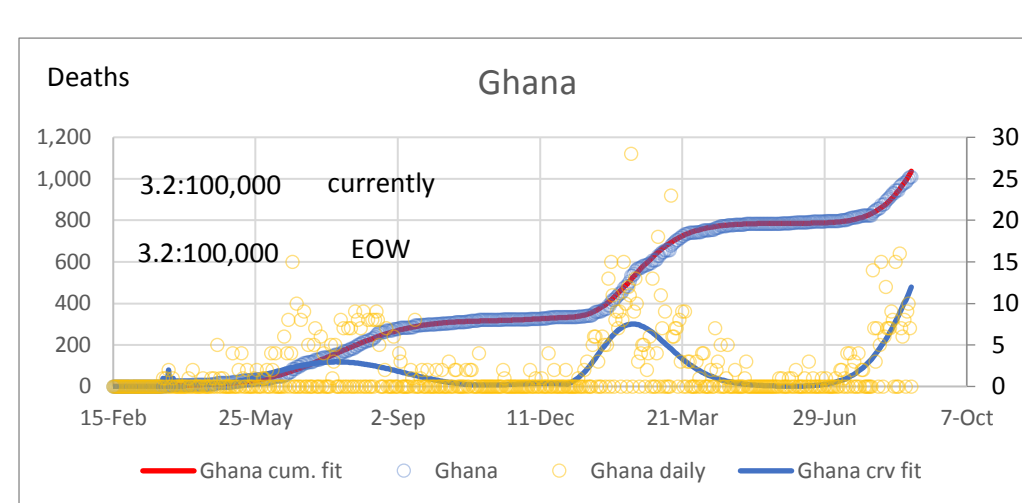 Deaths
Ghana
1,200
1,000
800
600
400
200
0
30
25
20
15
10
5
0
3.2:100,000 currently
3.2:100,000 EOW
15-Feb 25-May 2-Sep 11-Dec 21-Mar 29-Jun 7-Oct
Ghana cum. fit Ghana Ghana daily Ghana crv fit